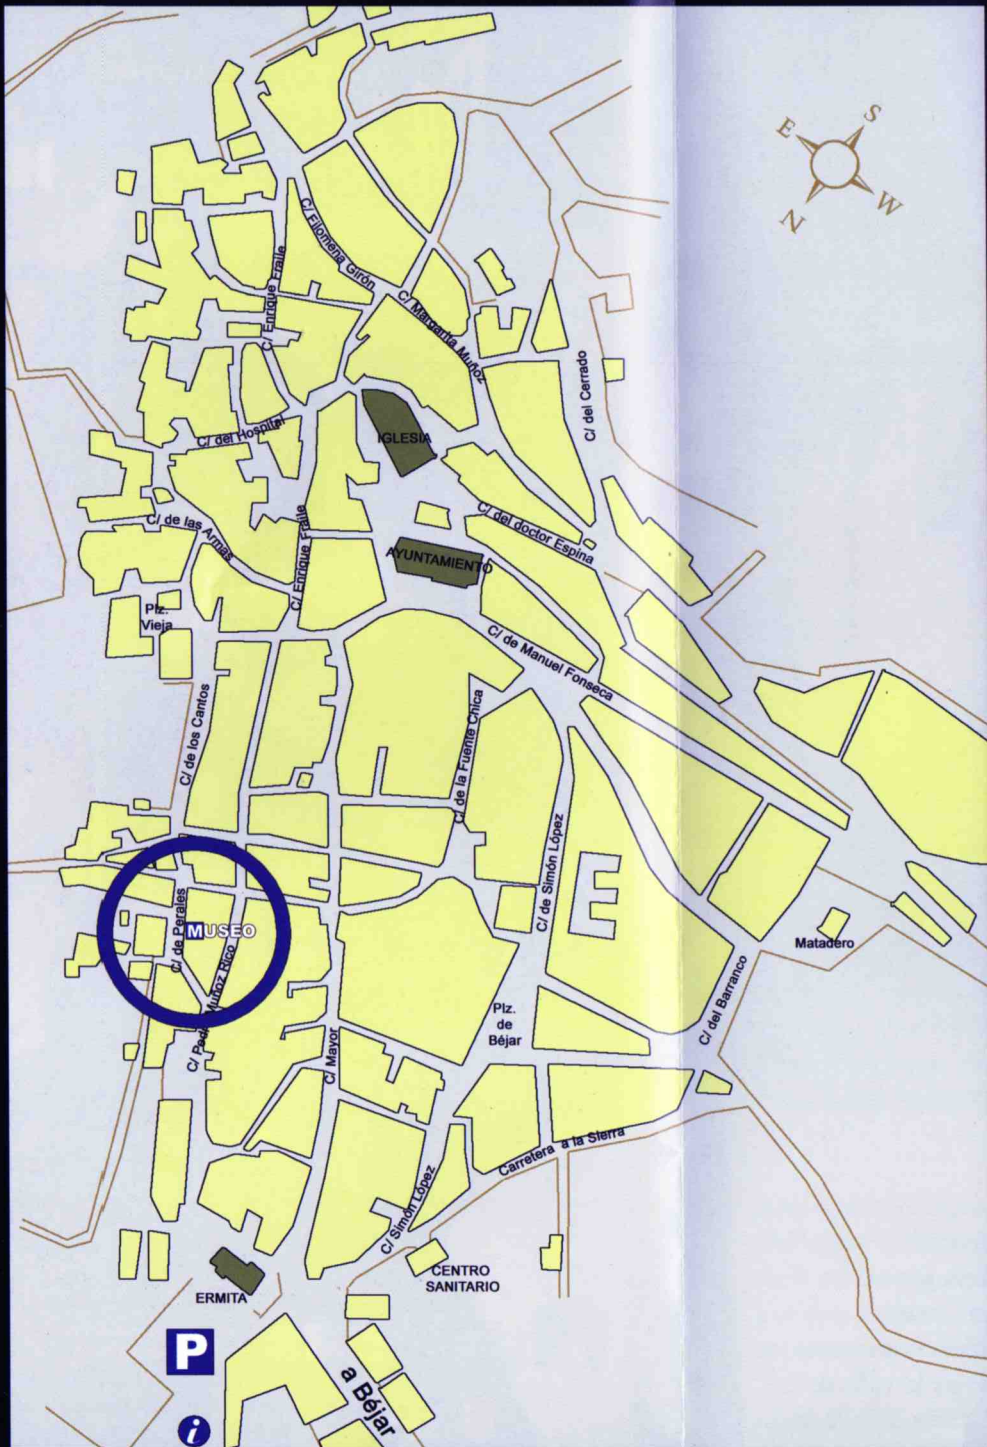 S
E
W
N
C/ Filomena Girón
C/ Enrique Fraile
C/ Margarita Muñoz
C/ del Cerrado
C/ del Hospital
IGLESIA
C/ de las Armas
C/ Enrique Fraile
C/ del doctor Espina
AYUNTAMIENTO
Plz.
Vieja
C/ de Manuel Fonseca
C/ de los Cantos
C/ de la Fuente Chica
C/ de Simón López
C/ de Perales
MUSEO
C/ Pedro Muñoz Rico
Matadero
C/ del Barranco
Plz.
de
Béjar
C/ Mayor
Carretera a la Sierra
C/ Simón López
CENTRO
SANITARIO
ERMITA
P
a Béjar
i